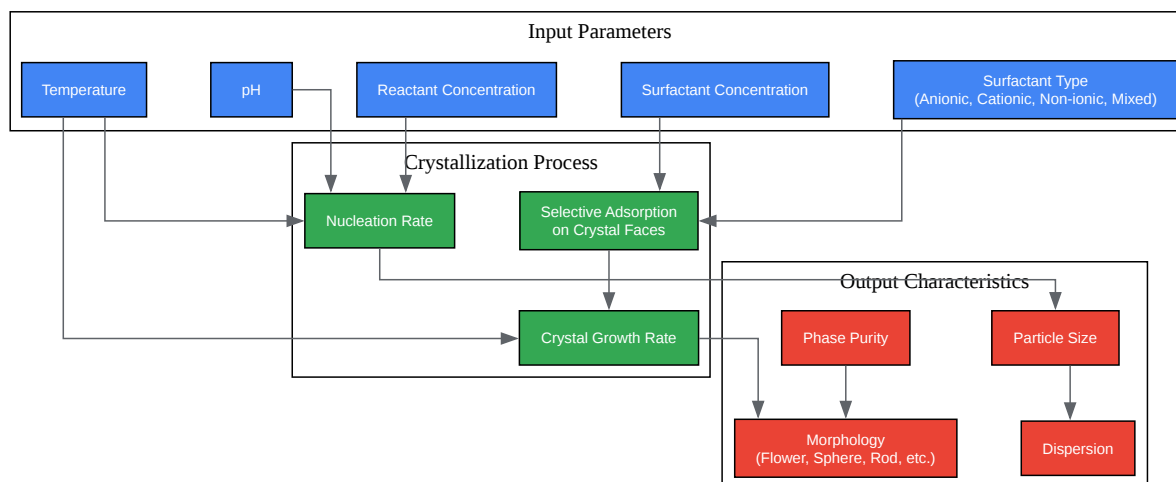 Input Parameters
Temperature
pH
Reactant Concentration
Surfactant Concentration
Surfactant Type
(Anionic, Cationic, Non-ionic, Mixed)
Crystallization Process
Nucleation Rate
Selective Adsorption
on Crystal Faces
Crystal Growth Rate
Output Characteristics
Phase Purity
Particle Size
Morphology
(Flower, Sphere, Rod, etc.)
Dispersion